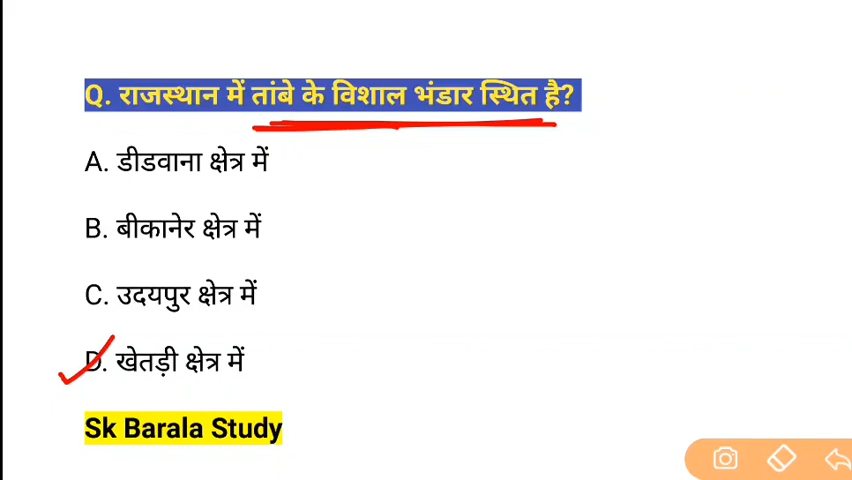 Q. राजस्थान में तांबे के विशाल भंडार स्थित है?
A. डीडवाना क्षेत्र में
B. बीकानेर क्षेत्र में
C. उदयपुर क्षेत्र में
D. खेतड़ी क्षेत्र में
Sk Barala Study